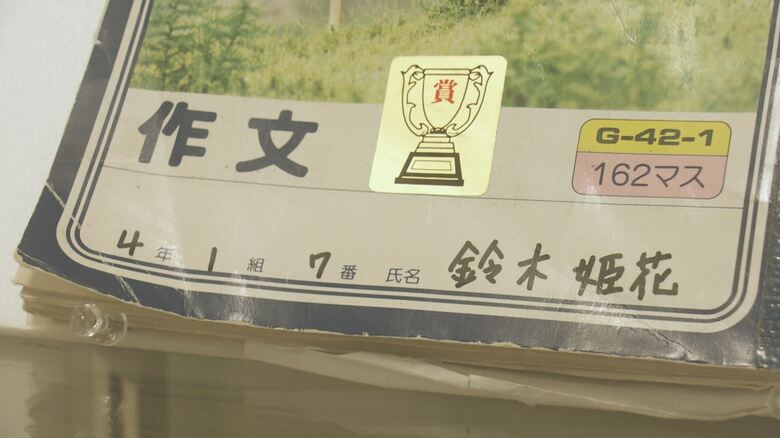 賞
作文
G-42-1
162マス
4年1組7番 氏名 鈴木姫花